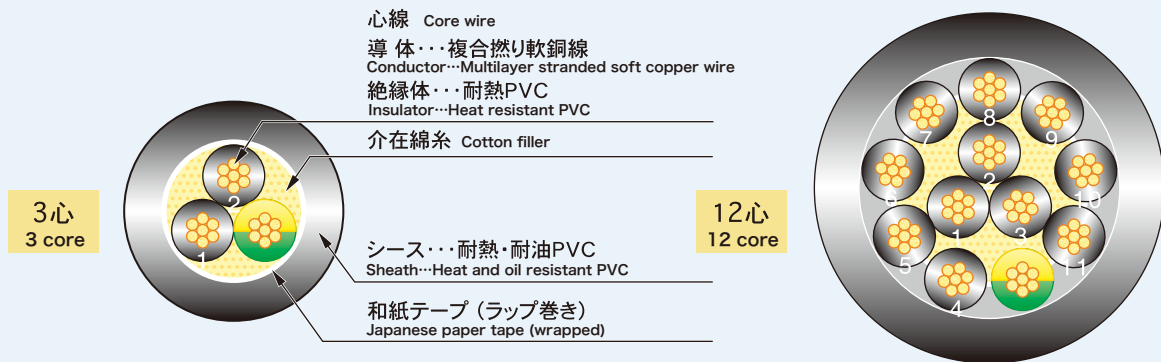 心線 Core wire
導 体･･･複合撚り軟銅線
Conductor…Multilayer stranded soft copper wire
絶縁体･･･耐熱PVC
Insulator…Heat resistant PVC
介在綿糸 Cotton filler
シース･･･耐熱・耐油PVC
Sheath…Heat and oil resistant PVC
和紙テープ（ラップ巻き）
Japanese paper tape (wrapped)
3心
3 core
2
1
12心
12 core
8
7
9
2
6
10
1
3
5
11
4